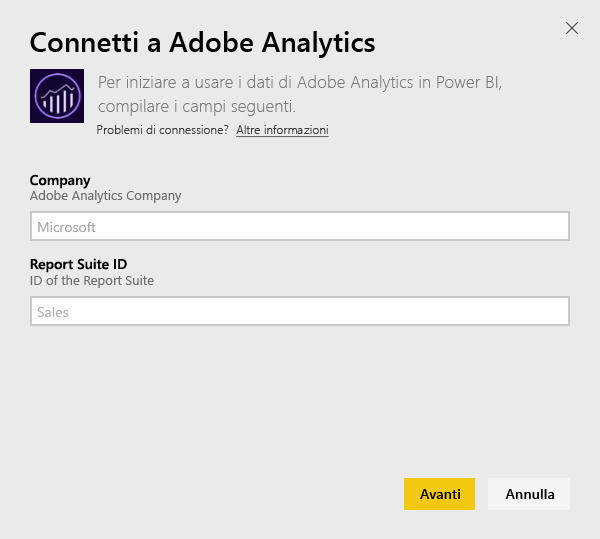 Connetti a Adobe Analytics
Per iniziare a usare i dati di Adobe Analytics in Power BI,
compilare i campi seguenti.
Problemi di connessione? Altre informazioni
Company
Adobe Analytics Company
Microsoft
Report Suite ID
ID of the Report Suite
Sales
Avanti Annulla